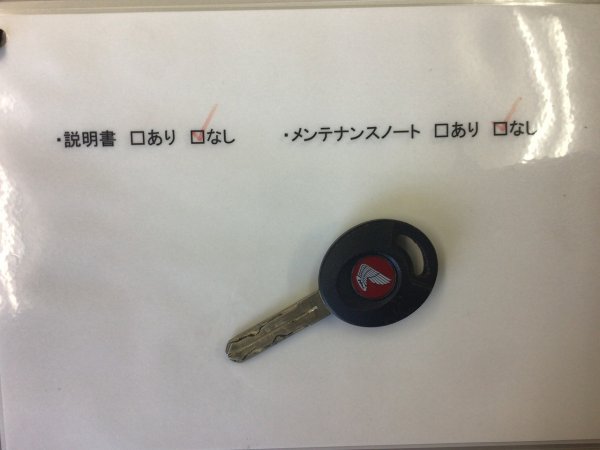 ・説明書 □あり ☑なし ・メンテナンスノート □あり ☑なし